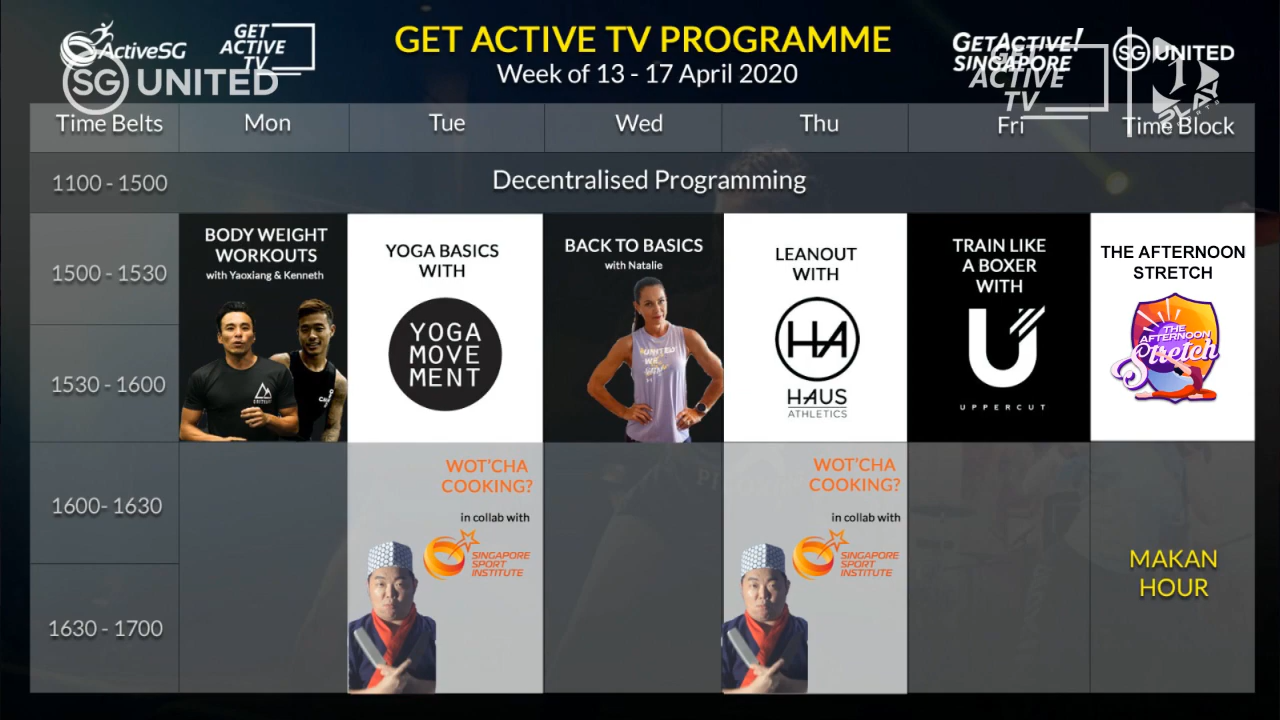 ActiveSG
GET
ACTIVE
TV
SG UNITED
GET ACTIVE TV PROGRAMME
Week of 13 - 17 April 2020
GETACTIVE!
SINGAPORE
SG UNITED
GET
ACTIVE
TV
Time Belts
Mon
Tue
Wed
Thu
Fri
Time Block
1100 - 1500
Decentralised Programming
1500 - 1530
1530 - 1600
BODY WEIGHT
WORKOUTS
with Yaoxiang & Kenneth
YOGA BASICS
WITH
YOGA
MOVE
MENT
BACK TO BASICS
with Natalie
LEANOUT
WITH
HA
HAUS
ATHLETICS
TRAIN LIKE
A BOXER
WITH
U
UPPERCUT
THE AFTERNOON
STRETCH
THE
AFTERNOON
Stretch
1600- 1630
1630 - 1700
WOT'CHA
COOKING?
in collab with
SINGAPORE
SPORT
INSTITUTE
WOT'CHA
COOKING?
in collab with
SINGAPORE
SPORT
INSTITUTE
MAKAN
HOUR